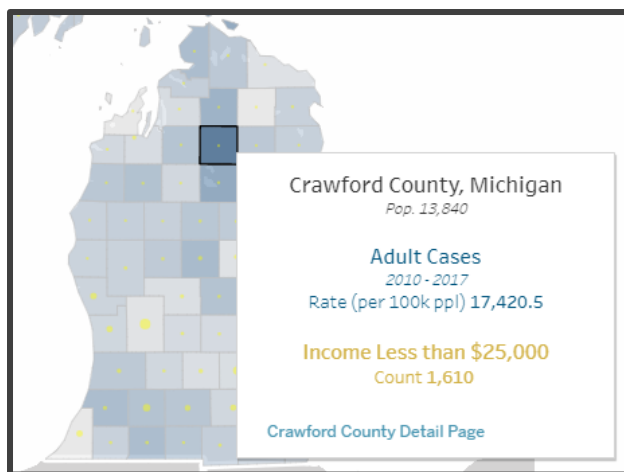 Crawford County, Michigan
Pop. 13,840
Adult Cases
2010 - 2017
Rate (per 100k ppl) 17,420.5
Income Less than $25,000
Count 1,610
Crawford County Detail Page